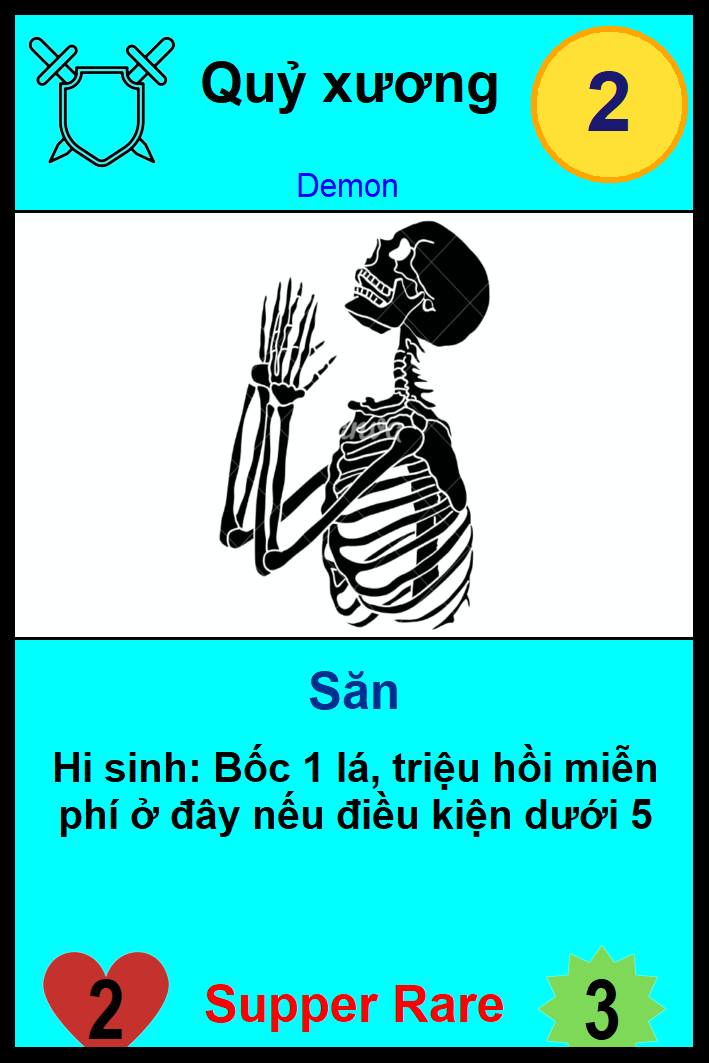 Quỷ xương
2
Demon
Săn
Hi sinh: Bốc 1 lá, triệu hồi miễn
phí ở đây nếu điều kiện dưới 5
2
Supper Rare
3